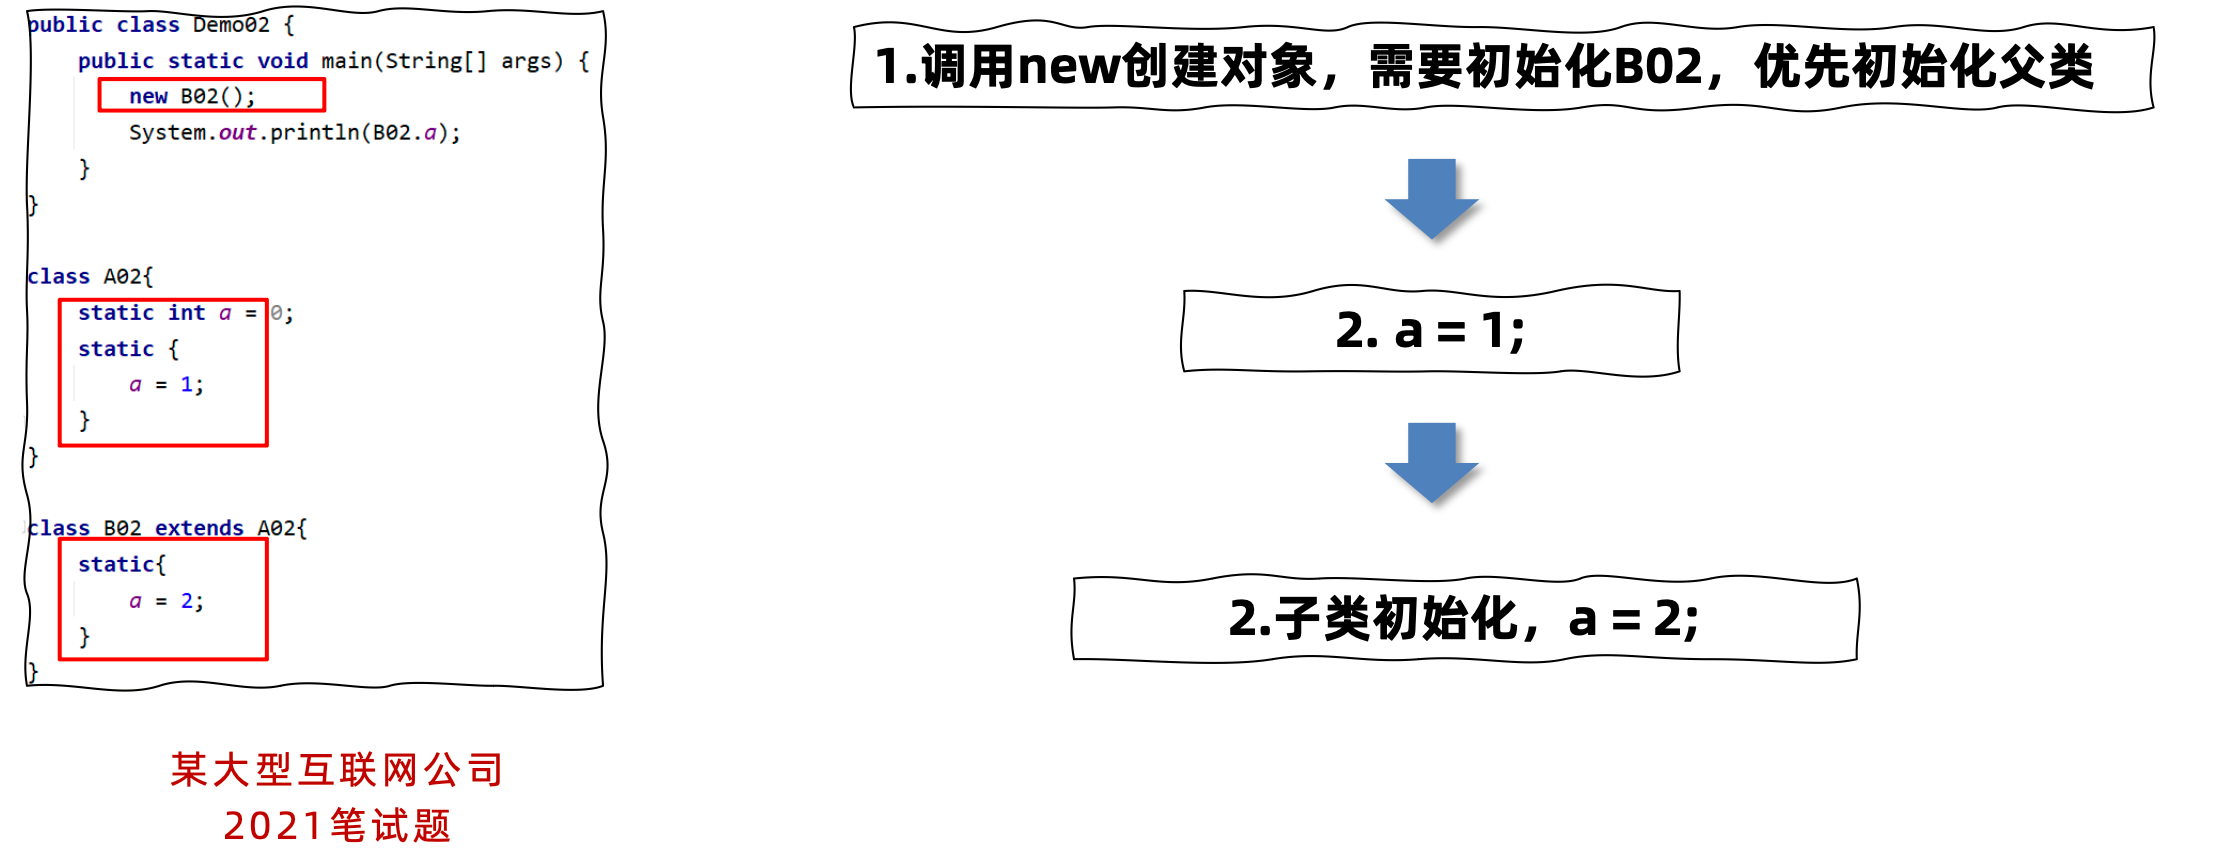 public class Demo02 {
public static void main(String[] args) {
new B02();
System.out.println(B02.a);
}
}
class A02{
static int a = 0;
static {
a = 1;
}
}
class B02 extends A02{
static{
a = 2;
}
}
某大型互联网公司
2021笔试题
1.调用new创建对象，需要初始化B02，优先初始化父类
2. a = 1;
2.子类初始化，a = 2;